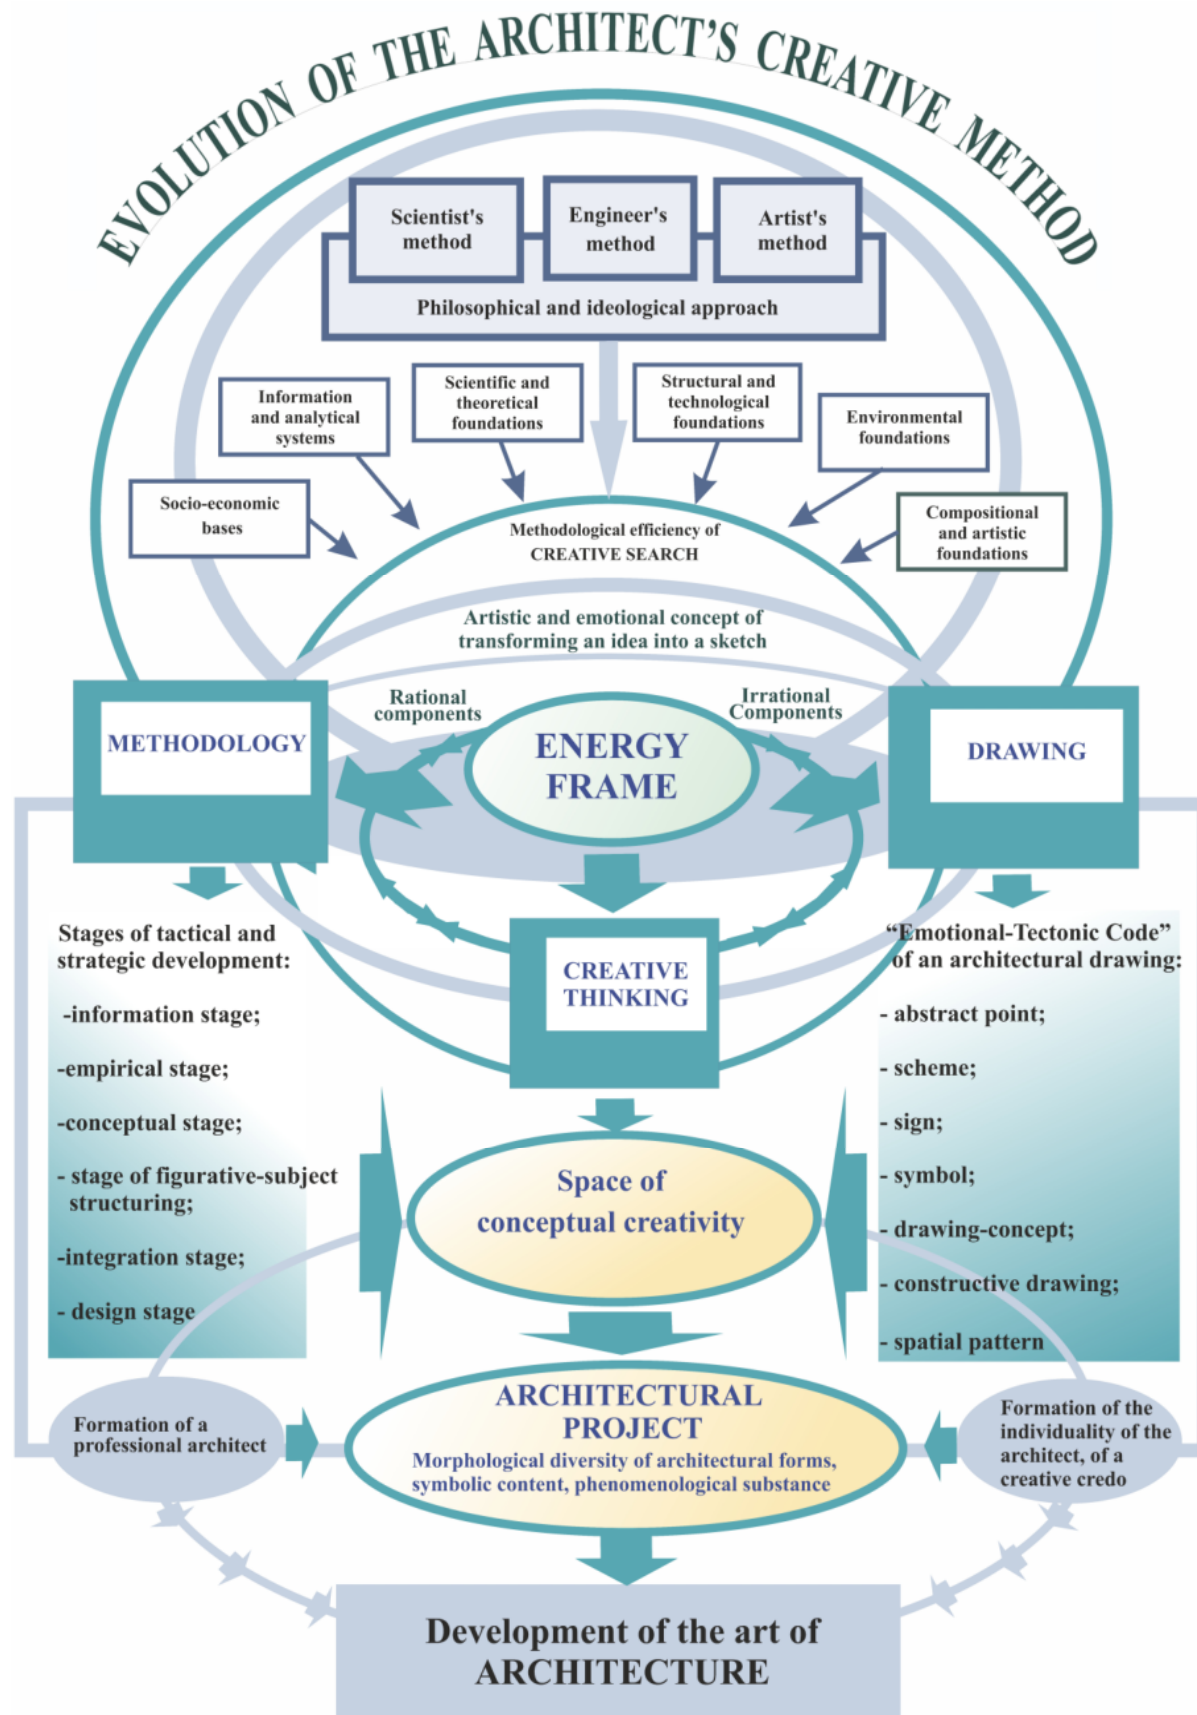 EVOLUTION OF THE ARCHITECT'S CREATIVE METHOD
Scientist's
method
Engineer's
method
Artist's
method
Philosophical and ideological approach
Information
and analytical
systems
Scientific and
theoretical
foundations
Structural and
technological
foundations
Environmental
foundations
Socio-economic
bases
Compositional
and artistic
foundations
Methodological efficiency of
CREATIVE SEARCH
Artistic and emotional concept of
transforming an idea into a sketch
Rational
components
Irrational
Components
METHODOLOGY
ENERGY
FRAME
DRAWING
CREATIVE
THINKING
Stages of tactical and
strategic development:
-information stage;
-empirical stage;
-conceptual stage;
- stage of figurative-subject
structuring;
-integration stage;
- design stage
“Emotional-Tectonic Code”
of an architectural drawing:
- abstract point;
- scheme;
- sign;
- symbol;
- drawing-concept;
- constructive drawing;
- spatial pattern
Space of
conceptual creativity
ARCHITECTURAL
PROJECT
Morphological diversity of architectural forms,
symbolic content, phenomenological substance
Formation of a
professional architect
Formation of the
individuality of the
architect, of a
creative credo
Development of the art of
ARCHITECTURE